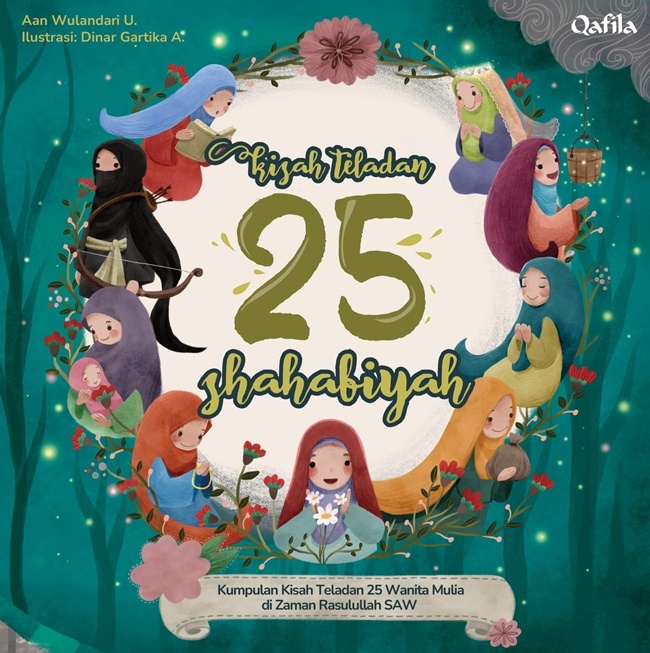 Aan Wulandari U.
Ilustrasi: Dinar Gartika A.
Qafila
kisah teladan
25
shahabiyah
Kumpulan Kisah Teladan 25 Wanita Mulia
di Zaman Rasulullah SAW